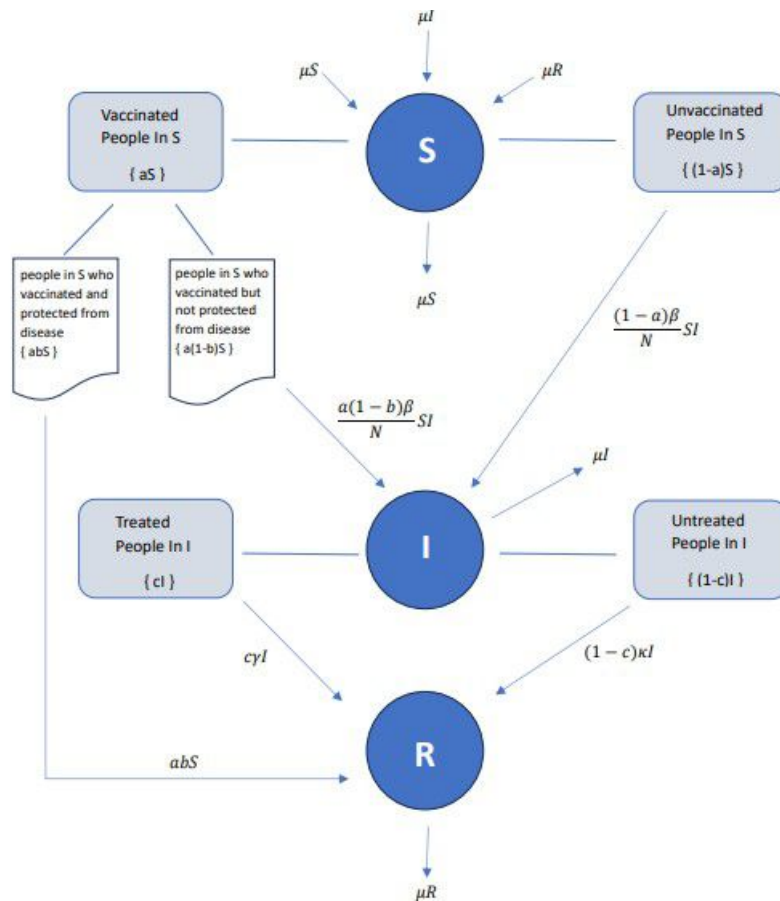 μI
μS
μR
Vaccinated
People In S
{ aS }
S
Unvaccinated
People In S
{ (1-a)S }
people in S who
vaccinated and
protected from
disease
{ abS }
people in S who
vaccinated but
not protected
from disease
{ a(1-b)S }
μS
(1 − a)β
N
SI
a(1 − b)β
N
SI
μI
Treated
People In I
{ cI }
I
Untreated
People In I
{ (1-c)I }
cγI
(1 − c)κI
R
abS
μR